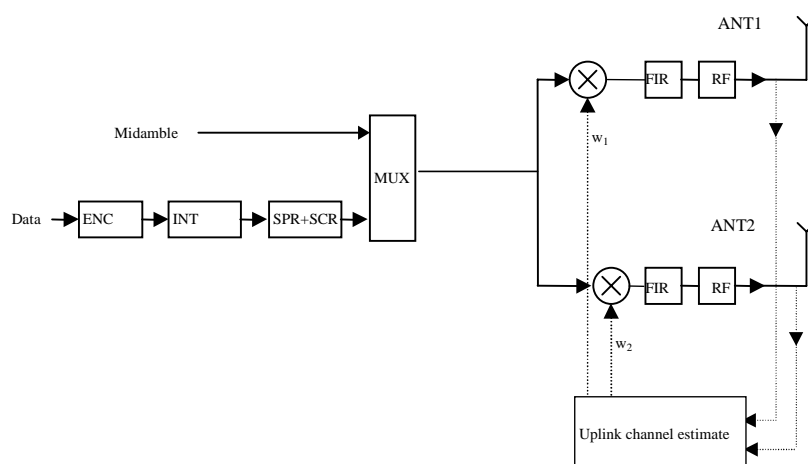 ANT1
FIR
RF
Midamble
w1
MUX
Data
ENC
INT
SPR+SCR
ANT2
FIR
RF
w2
Uplink channel estimate